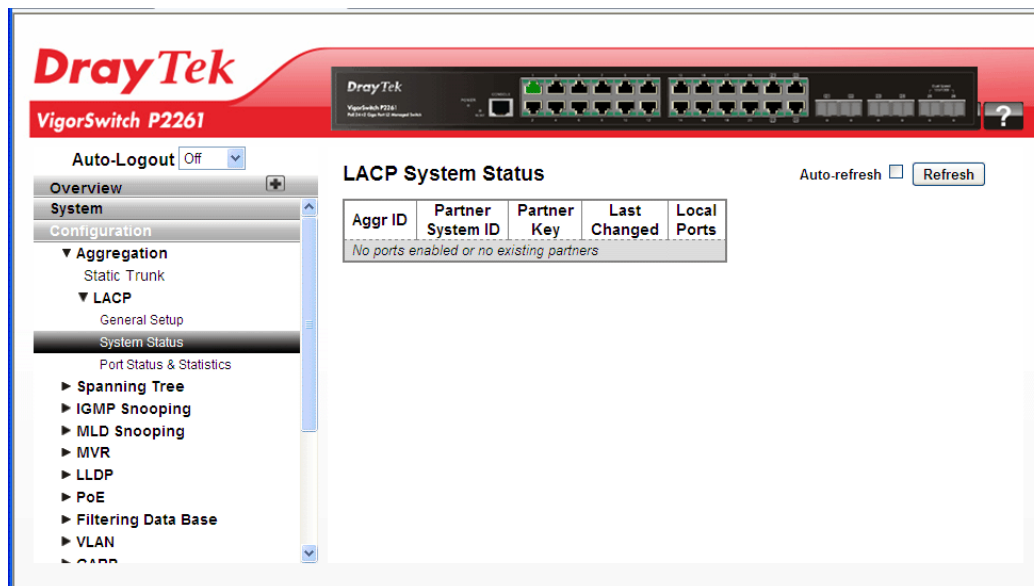 DrayTek
VigorSwitch P2261
DrayTek
VigorSwitch P2261
Auto-Logout Off
Overview
System
Configuration
▼ Aggregation
Static Trunk
▼ LACP
General Setup
System Status
Port Status & Statistics
► Spanning Tree
► IGMP Snooping
► MLD Snooping
► MVR
► LLDP
► PoE
► Filtering Data Base
► VLAN
► GARP
?
LACP System Status
Auto-refresh Refresh
Aggr ID Partner System ID Partner Key Last Changed Local Ports
No ports enabled or no existing partners